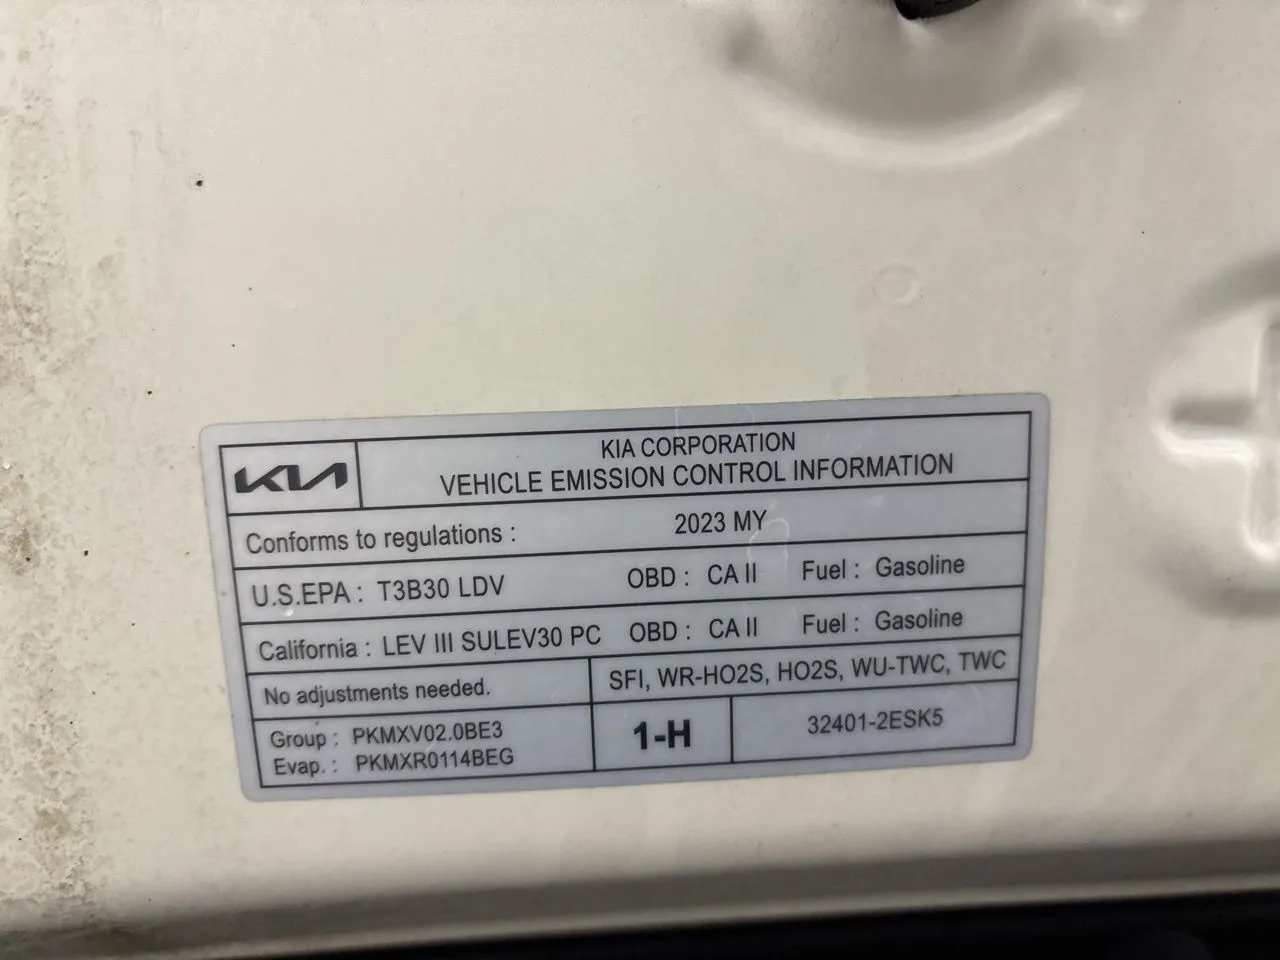 KIA KIA CORPORATION
VEHICLE EMISSION CONTROL INFORMATION
Conforms to regulations : 2023 MY
U.S.EPA : T3B30 LDV OBD : CA II Fuel : Gasoline
California : LEV III SULEV30 PC OBD : CA II Fuel : Gasoline
No adjustments needed. SFI, WR-HO2S, HO2S, WU-TWC, TWC
Group : PKMXV02.0BE3
Evap. : PKMXR0114BEG
1-H 32401-2ESK5